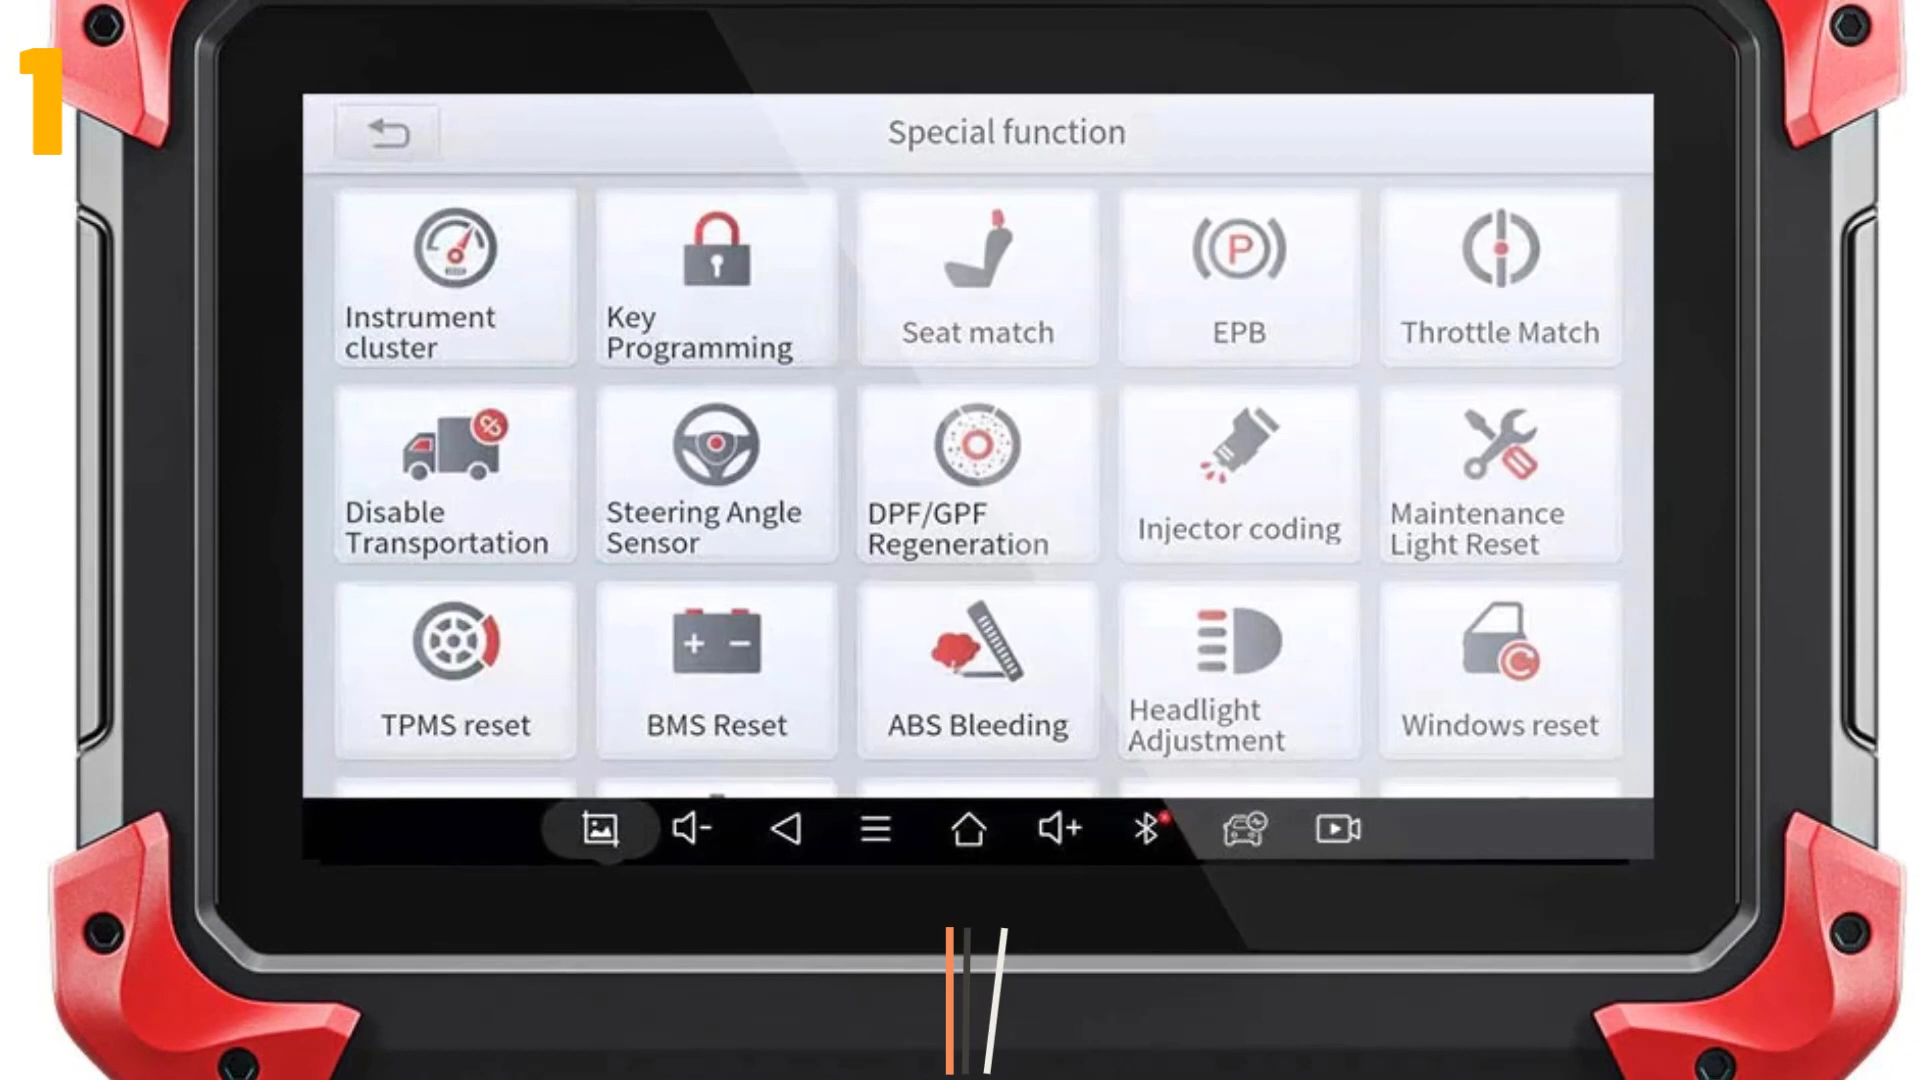 1
Special function
Instrument
cluster
Key
Programming
Seat match
EPB
Throttle Match
Disable
Transportation
Steering Angle
Sensor
DPF/GPF
Regeneration
Injector coding
Maintenance
Light Reset
TPMS reset
BMS Reset
ABS Bleeding
Headlight
Adjustment
Windows reset